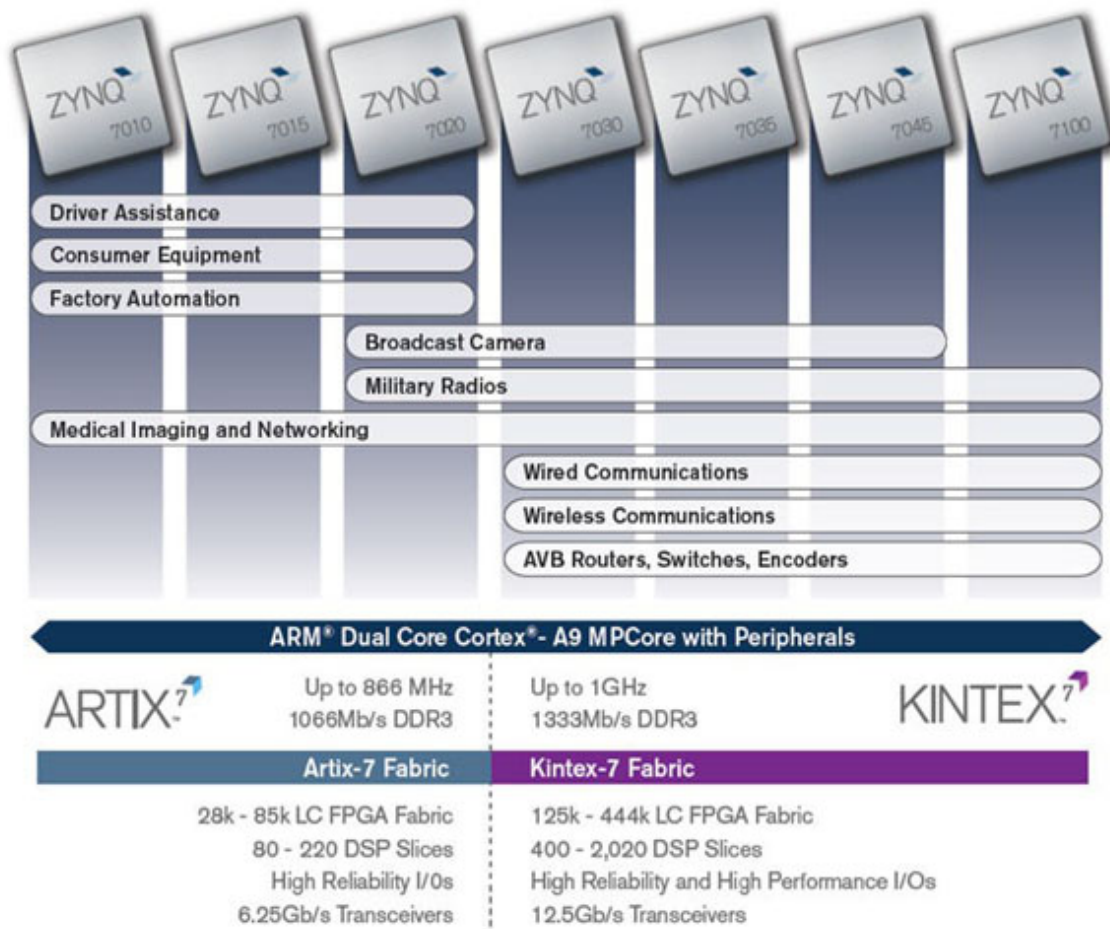 ZYNQ 7010
ZYNQ 7015
ZYNQ 7020
ZYNQ 7030
ZYNQ 7035
ZYNQ 7045
ZYNQ 7100
Driver Assistance
Consumer Equipment
Factory Automation
Broadcast Camera
Military Radios
Medical Imaging and Networking
Wired Communications
Wireless Communications
AVB Routers, Switches, Encoders
ARM® Dual Core Cortex®- A9 MPCore with Peripherals
ARTIX.7™
Up to 866 MHz
1066Mb/s DDR3
Up to 1GHz
1333Mb/s DDR3
KINTEX.7™
Artix-7 Fabric
Kintex-7 Fabric
28k - 85k LC FPGA Fabric
80 - 220 DSP Slices
High Reliability I/0s
6.25Gb/s Transceivers
125k - 444k LC FPGA Fabric
400 - 2,020 DSP Slices
High Reliability and High Performance I/Os
12.5Gb/s Transceivers